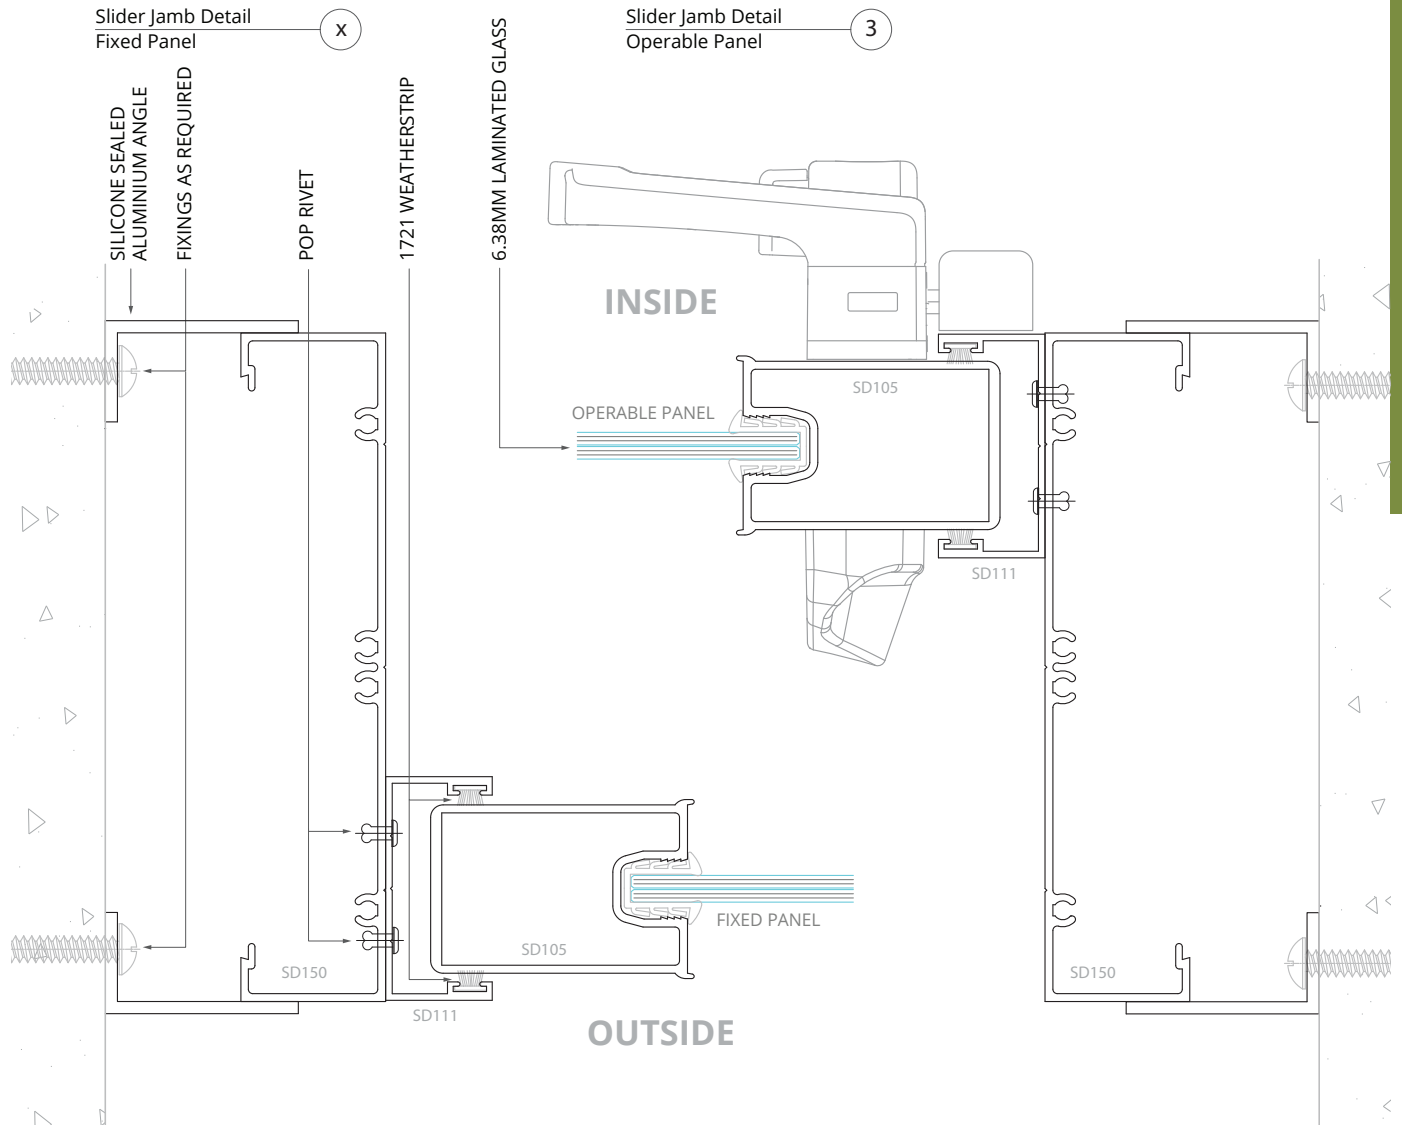 Slider Jamb Detail
Fixed Panel
x
Slider Jamb Detail
Operable Panel
3
SILICONE SEALED
ALUMINIUM ANGLE
FIXINGS AS REQUIRED
POP RIVET
1721 WEATHERSTRIP
6.38MM LAMINATED GLASS
INSIDE
SD105
OPERABLE PANEL
SD111
FIXED PANEL
SD105
SD150
SD150
SD111
OUTSIDE